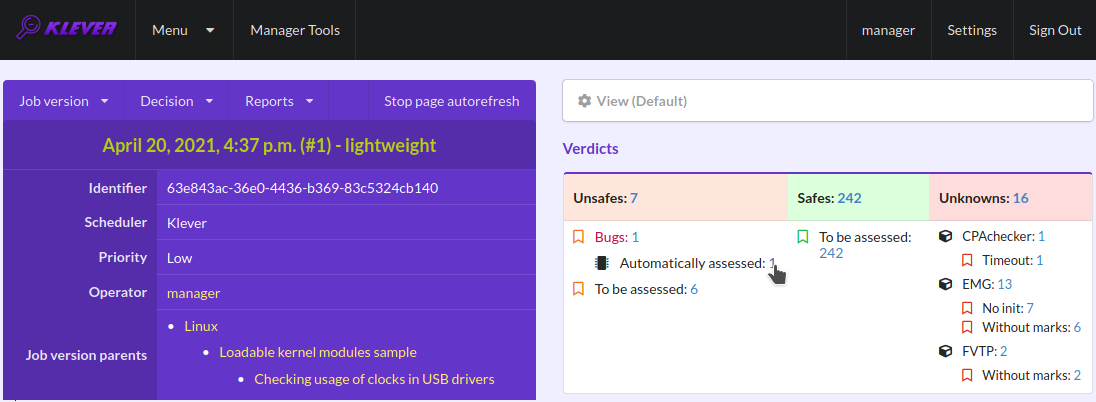 KLEVER Menu Manager Tools manager Settings Sign Out
Job version Decision Reports Stop page autorefresh
April 20, 2021, 4:37 p.m. (#1) - lightweight
Identifier 63e843ac-36e0-4436-b369-83c5324cb140
Scheduler Klever
Priority Low
Operator manager
Job version parents
• Linux
• Loadable kernel modules sample
• Checking usage of clocks in USB drivers
View (Default)
Verdicts
Unsafes: 7
Bugs: 1
Automatically assessed: 1
To be assessed: 6
Safes: 242
To be assessed:
242
Unknowns: 16
CPAchecker: 1
Timeout: 1
EMG: 13
No init: 7
Without marks: 6
FVTP: 2
Without marks: 2